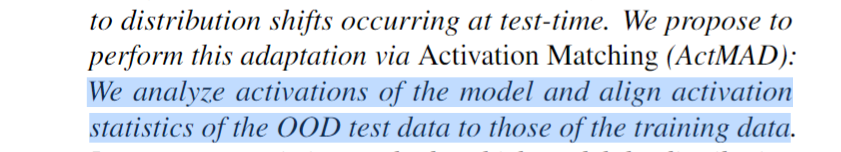 to distribution shifts occurring at test-time. We propose to
perform this adaptation via Activation Matching (ActMAD):
We analyze activations of the model and align activation
statistics of the OOD test data to those of the training data.